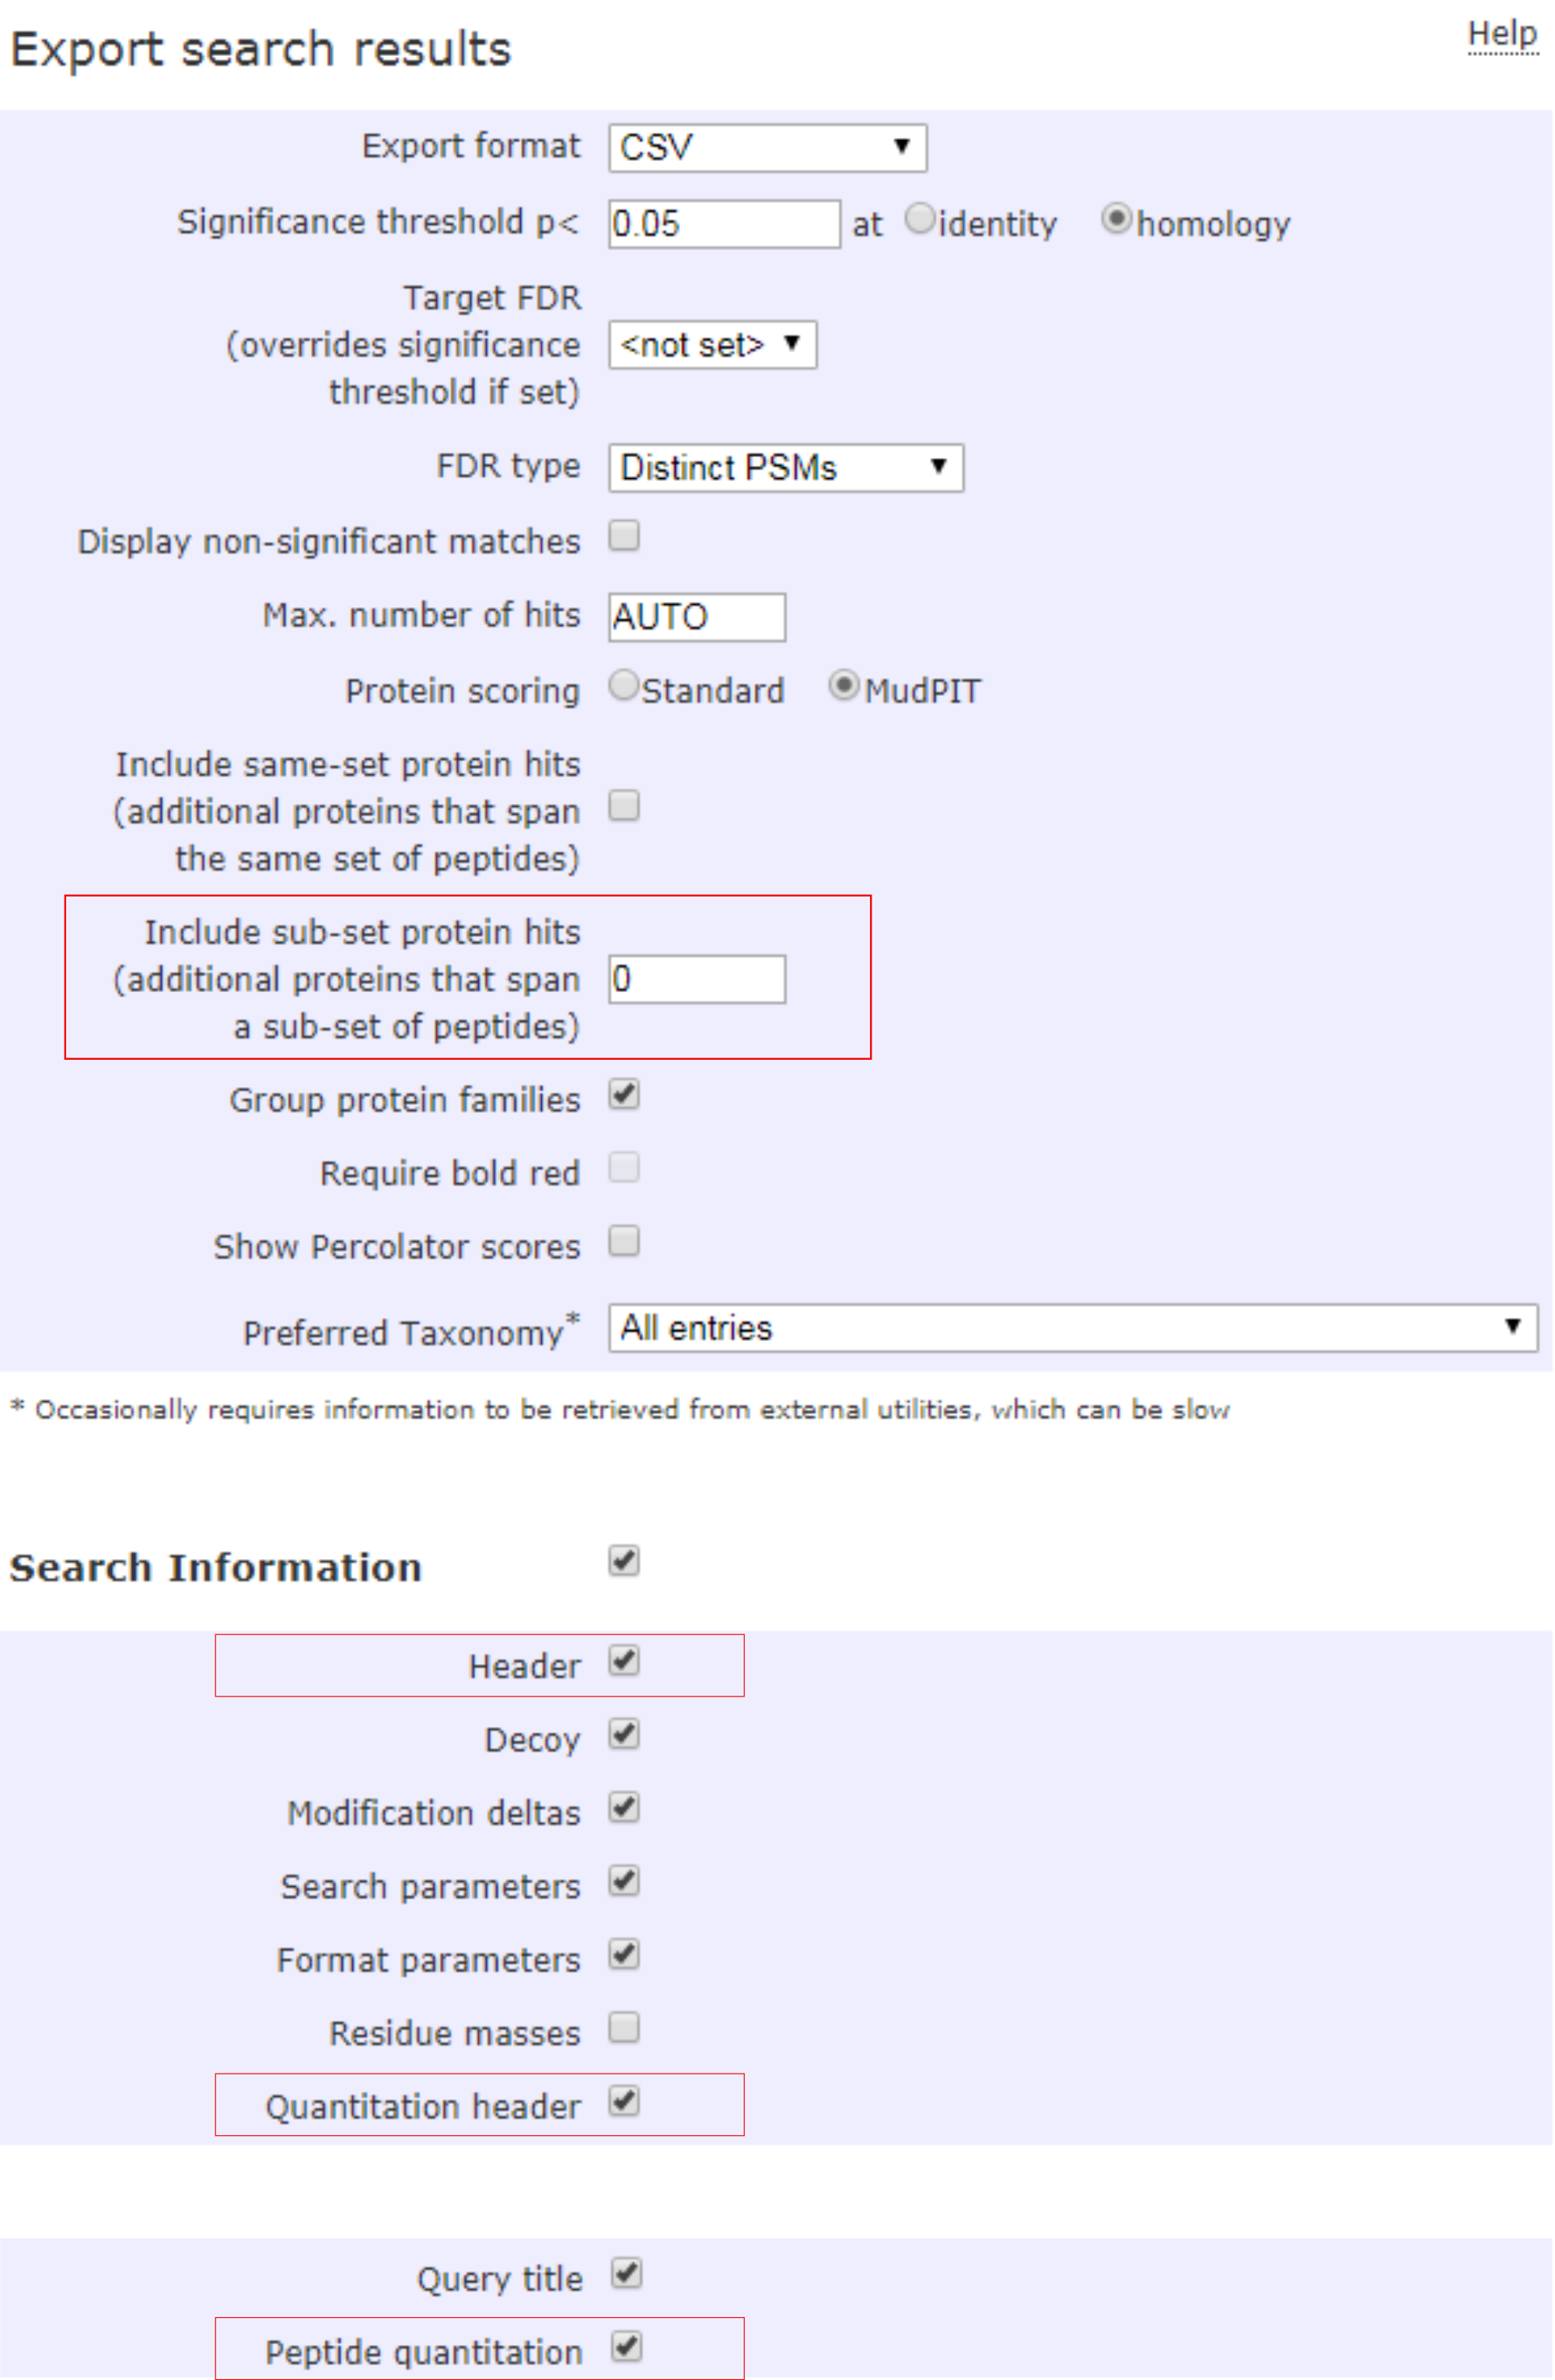 Export search results
Help
Export format CSV
Significance threshold p< 0.05 at identity homology
Target FDR
(overrides significance <not set>
threshold if set)
FDR type Distinct PSMs
Display non-significant matches
Max. number of hits AUTO
Protein scoring Standard MudPIT
Include same-set protein hits
(additional proteins that span
the same set of peptides)
Include sub-set protein hits
(additional proteins that span 0
a sub-set of peptides)
Group protein families
Require bold red
Show Percolator scores
Preferred Taxonomy* All entries
* Occasionally requires information to be retrieved from external utilities, which can be slow
Search Information
Header
Decoy
Modification deltas
Search parameters
Format parameters
Residue masses
Quantitation header
Query title
Peptide quantitation